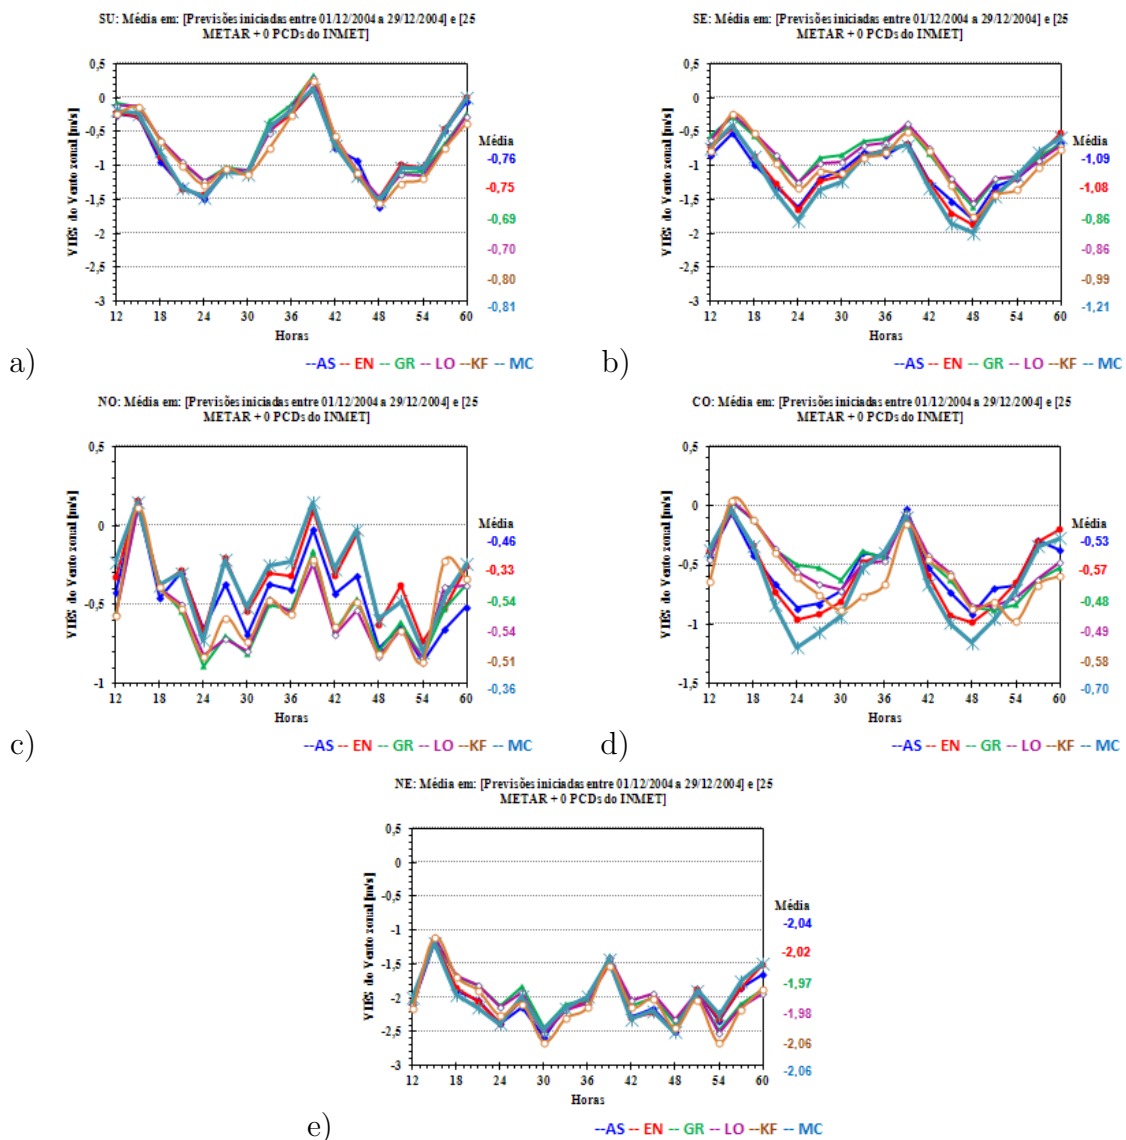 SU: Média em: [Previsões iniciadas entre 01/12/2004 a 29/12/2004] e [25
METAR + 0 PCDs do INMET]
VIÉS do Vento zonal [m/s]
0,5
0
-0,5
-1
-1,5
-2
-2,5
-3
12 18 24 30 36 42 48 54 60
Horas
Média
-0,76
-0,75
-0,69
-0,70
-0,80
-0,81
--AS -- EN -- GR -- LO --KF -- MC
a)
SE: Média em: [Previsões iniciadas entre 01/12/2004 a 29/12/2004] e [25
METAR + 0 PCDs do INMET]
VIÉS do Vento zonal [m/s]
0,5
0
-0,5
-1
-1,5
-2
-2,5
-3
12 18 24 30 36 42 48 54 60
Horas
Média
-1,09
-1,08
-0,86
-0,86
-0,99
-1,21
--AS -- EN -- GR -- LO --KF -- MC
b)
NO: Média em: [Previsões iniciadas entre 01/12/2004 a 29/12/2004] e [25
METAR + 0 PCDs do INMET]
VIÉS do Vento zonal [m/s]
0,5
0
-0,5
-1
12 18 24 30 36 42 48 54 60
Horas
Média
-0,46
-0,33
-0,54
-0,54
-0,51
-0,36
--AS -- EN -- GR -- LO --KF -- MC
c)
CO: Média em: [Previsões iniciadas entre 01/12/2004 a 29/12/2004] e [25
METAR + 0 PCDs do INMET]
VIÉS do Vento zonal [m/s]
0,5
0
-0,5
-1
-1,5
12 18 24 30 36 42 48 54 60
Horas
Média
-0,53
-0,57
-0,48
-0,49
-0,58
-0,70
--AS -- EN -- GR -- LO --KF -- MC
d)
NE: Média em: [Previsões iniciadas entre 01/12/2004 a 29/12/2004] e [25
METAR + 0 PCDs do INMET]
VIÉS do Vento zonal [m/s]
0,5
0
-0,5
-1
-1,5
-2
-2,5
-3
12 18 24 30 36 42 48 54 60
Horas
Média
-2,04
-2,02
-1,97
-1,98
-2,06
-2,06
--AS -- EN -- GR -- LO --KF -- MC
e)